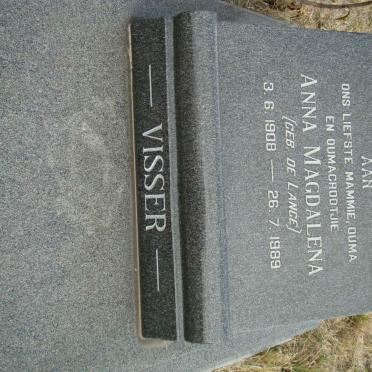 AAN
ONS LIEFSTE MAMMIE, OUMA
EN OUMAGROOTJIE
ANNA MAGDALENA
(GEB. DE LANGE)
3. 6. 1908 — 26. 7. 1989
— VISSER —